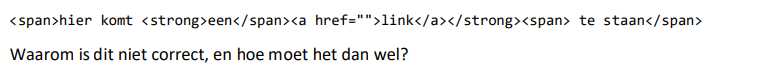 <span>hier komt <strong>een</span><a href="">link</a></strong><span> te staan</span>
Waarom is dit niet correct, en hoe moet het dan wel?